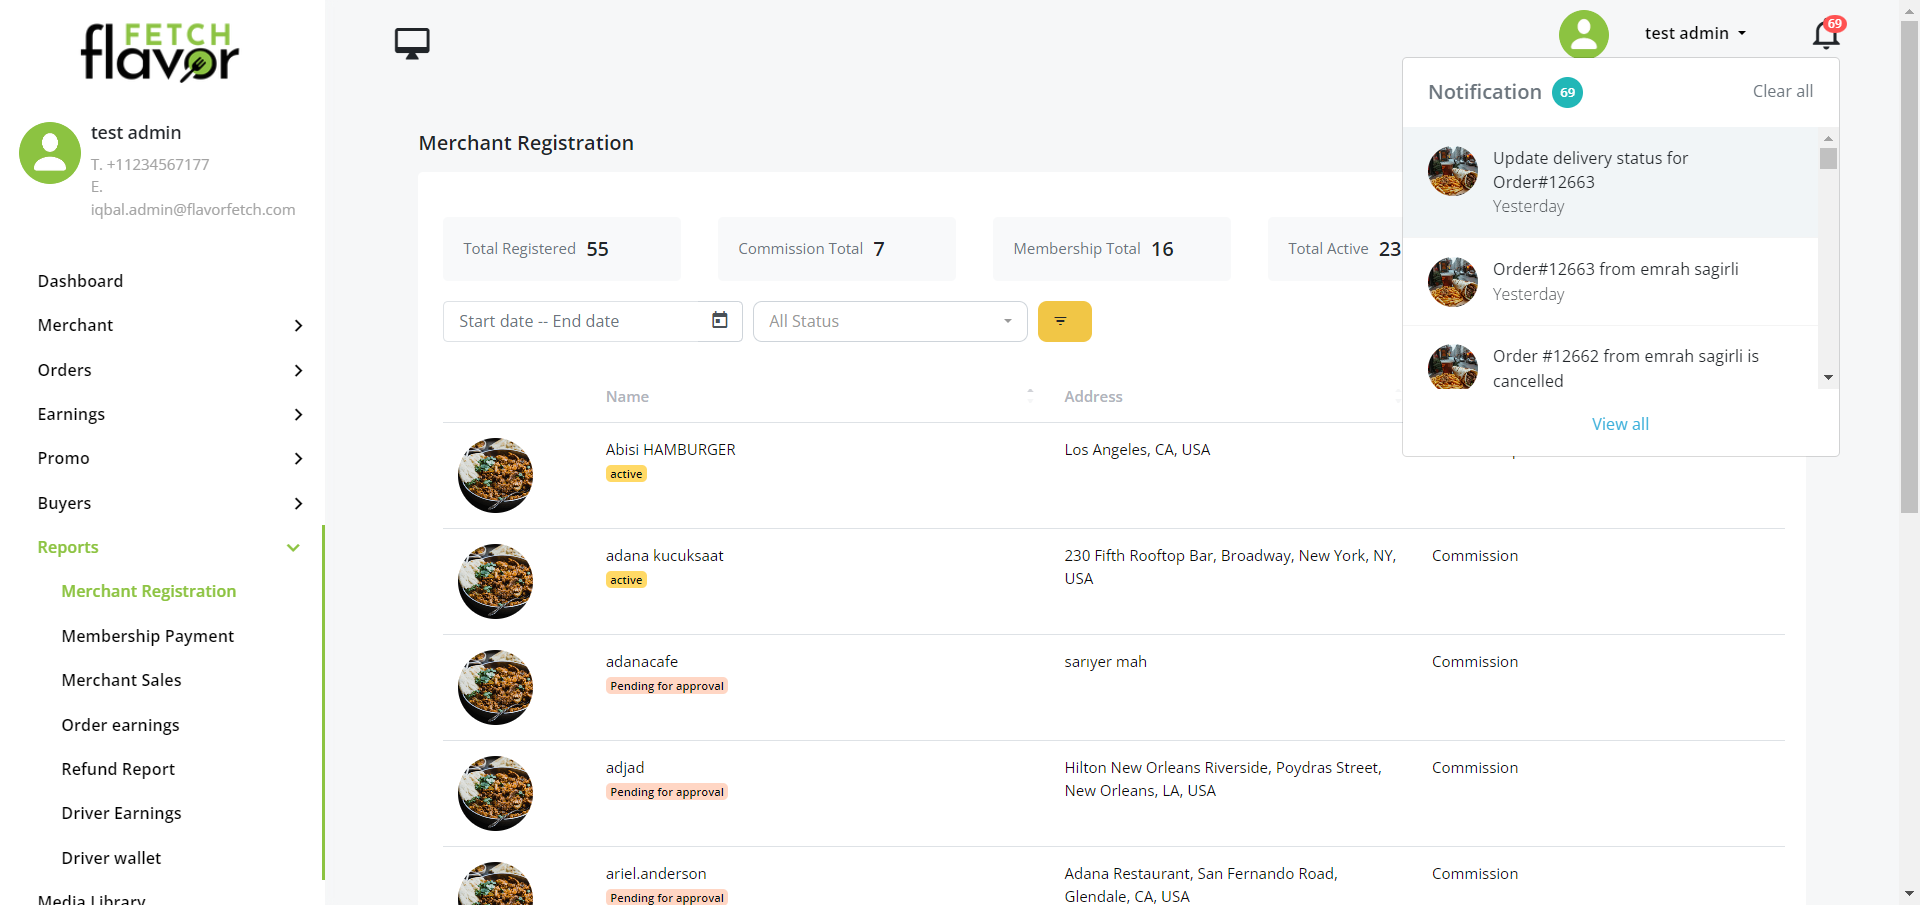 FETCH
flavor
test admin
T. +11234567177
E.
iqbal.admin@flavorfetch.com
Dashboard
Merchant
Orders
Earnings
Promo
Buyers
Reports
Merchant Registration
Membership Payment
Merchant Sales
Order earnings
Refund Report
Driver Earnings
Driver wallet
Media Library
test admin
69
Notification 69
Clear all
Update delivery status for
Order#12663
Yesterday
Order#12663 from emrah sagirli
Yesterday
Order #12662 from emrah sagirli is
cancelled
View all
Merchant Registration
Total Registered 55
Commission Total 7
Membership Total 16
Total Active 23
Start date -- End date
All Status
Name
Address
Abisi HAMBURGER
active
Los Angeles, CA, USA
adana kucuksaat
active
230 Fifth Rooftop Bar, Broadway, New York, NY,
USA
Commission
adanacafe
Pending for approval
sarıyer mah
Commission
adjad
Pending for approval
Hilton New Orleans Riverside, Poydras Street,
New Orleans, LA, USA
Commission
ariel.anderson
Pending for approval
Adana Restaurant, San Fernando Road,
Glendale, CA, USA
Commission